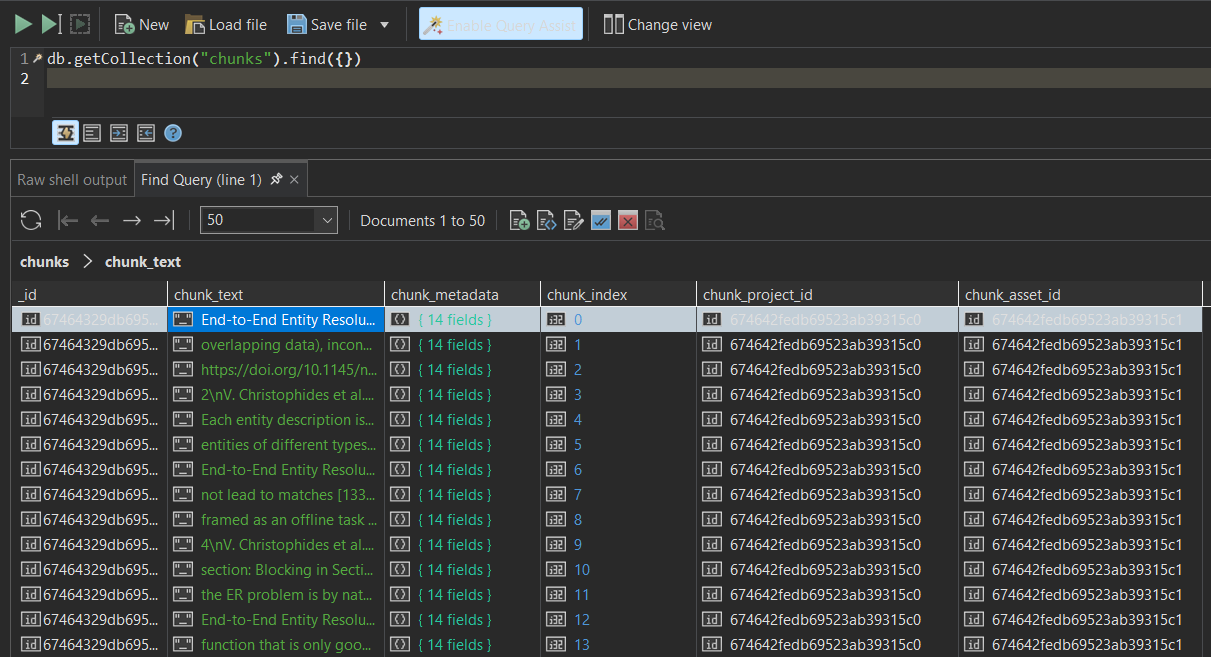 New Load file Save file Enable Query Assist Change view
1 db.getCollection("chunks").find({})
2
Raw shell output Find Query (line 1)
50 Documents 1 to 50
chunks chunk_text
_id chunk_text chunk_metadata chunk_index chunk_project_id chunk_asset_id
67464329db695... End-to-End Entity Resolu... { 14 fields } 0 674642fedb69523ab39315c0 674642fedb69523ab39315c1
67464329db695... overlapping data), incon... { 14 fields } 1 674642fedb69523ab39315c0 674642fedb69523ab39315c1
67464329db695... https://doi.org/10.1145/n... { 14 fields } 2 674642fedb69523ab39315c0 674642fedb69523ab39315c1
67464329db695... 2\nV. Christophides et al.... { 14 fields } 3 674642fedb69523ab39315c0 674642fedb69523ab39315c1
67464329db695... Each entity description is... { 14 fields } 4 674642fedb69523ab39315c0 674642fedb69523ab39315c1
67464329db695... entities of different types... { 14 fields } 5 674642fedb69523ab39315c0 674642fedb69523ab39315c1
67464329db695... End-to-End Entity Resolu... { 14 fields } 6 674642fedb69523ab39315c0 674642fedb69523ab39315c1
67464329db695... not lead to matches [133... { 14 fields } 7 674642fedb69523ab39315c0 674642fedb69523ab39315c1
67464329db695... framed as an offline task ... { 14 fields } 8 674642fedb69523ab39315c0 674642fedb69523ab39315c1
67464329db695... 4\nV. Christophides et al.... { 14 fields } 9 674642fedb69523ab39315c0 674642fedb69523ab39315c1
67464329db695... section: Blocking in Secti... { 14 fields } 10 674642fedb69523ab39315c0 674642fedb69523ab39315c1
67464329db695... the ER problem is by nat... { 14 fields } 11 674642fedb69523ab39315c0 674642fedb69523ab39315c1
67464329db695... End-to-End Entity Resolu... { 14 fields } 12 674642fedb69523ab39315c0 674642fedb69523ab39315c1
67464329db695... function that is only goo... { 14 fields } 13 674642fedb69523ab39315c0 674642fedb69523ab39315c1